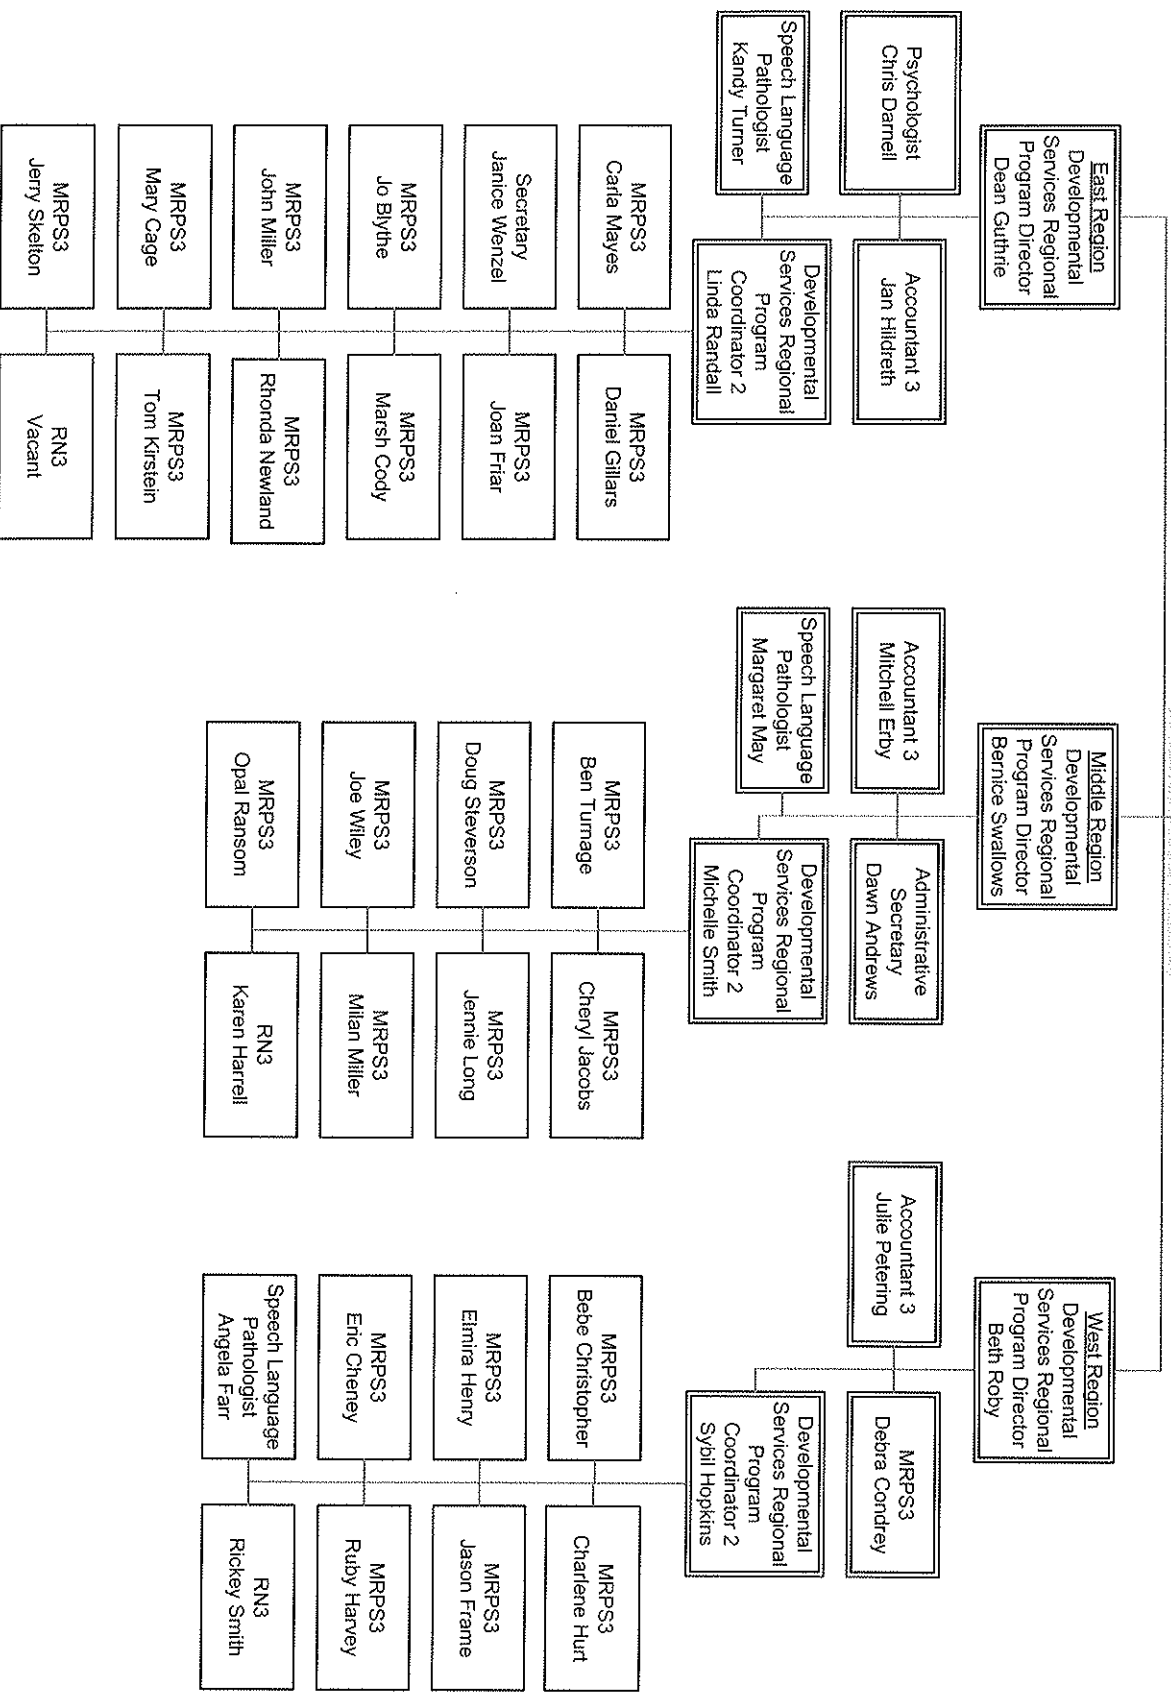 East Region
Developmental
Services Regional
Program Director
Dean Guthrie
Psychologist
Chris Darnell
Accountant 3
Jan Hildreth
Speech Language
Pathologist
Kandy Turner
Developmental
Services Regional
Program
Coordinator 2
Linda Randall
MRPS3
Carla Mayes
MRPS3
Daniel Gillars
Secretary
Janice Wenzel
MRPS3
Joan Friar
MRPS3
Jo Blythe
MRPS3
Marsh Cody
MRPS3
John Miller
MRPS3
Rhonda Newland
MRPS3
Mary Cage
MRPS3
Tom Kirstein
MRPS3
Jerry Skelton
RN3
Vacant
Middle Region
Developmental
Services Regional
Program Director
Bernice Swallows
Accountant 3
Mitchell Erby
Administrative
Secretary
Dawn Andrews
Speech Language
Pathologist
Margaret May
Developmental
Services Regional
Program
Coordinator 2
Michelle Smith
MRPS3
Ben Turnage
MRPS3
Cheryl Jacobs
MRPS3
Doug Steverson
MRPS3
Jennie Long
MRPS3
Joe Wiley
MRPS3
Milan Miller
MRPS3
Opal Ransom
RN3
Karen Harrell
West Region
Developmental
Services Regional
Program Director
Beth Roby
Accountant 3
Julie Petering
MRPS3
Debra Condrey
Developmental
Services Regional
Program
Coordinator 2
Sybil Hopkins
MRPS3
Bebe Christopher
MRPS3
Charlene Hurt
MRPS3
Elmira Henry
MRPS3
Jason Frame
MRPS3
Eric Cheney
MRPS3
Ruby Harvey
Speech Language
Pathologist
Angela Farr
RN3
Rickey Smith